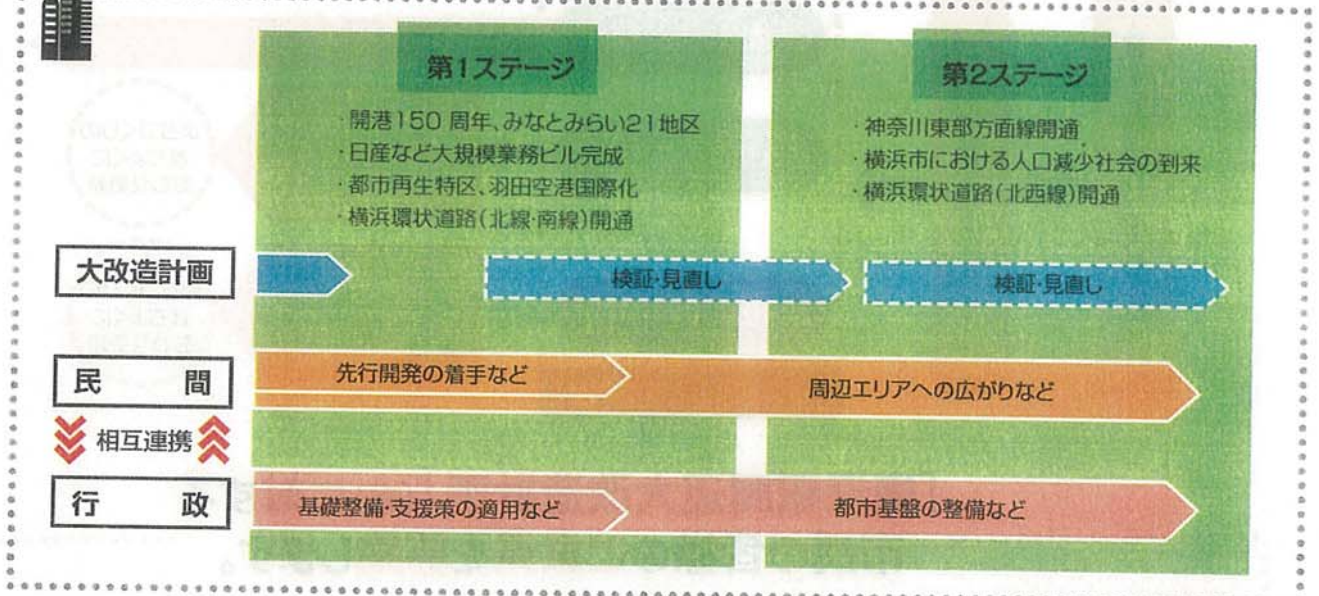 第1ステージ
・開港150 周年、みなとみらい21地区
・日産など大規模業務ビル完成
・都市再生特区、羽田空港国際化
・横浜環状道路(北線・南線)開通
第2ステージ
・神奈川東部方面線開通
・横浜市における人口減少社会の到来
・横浜環状道路(北西線)開通
大改造計画
検証・見直し
検証・見直し
民 間
先行開発の着手など
周辺エリアへの広がりなど
相互連携
行 政
基礎整備・支援策の適用など
都市基盤の整備など